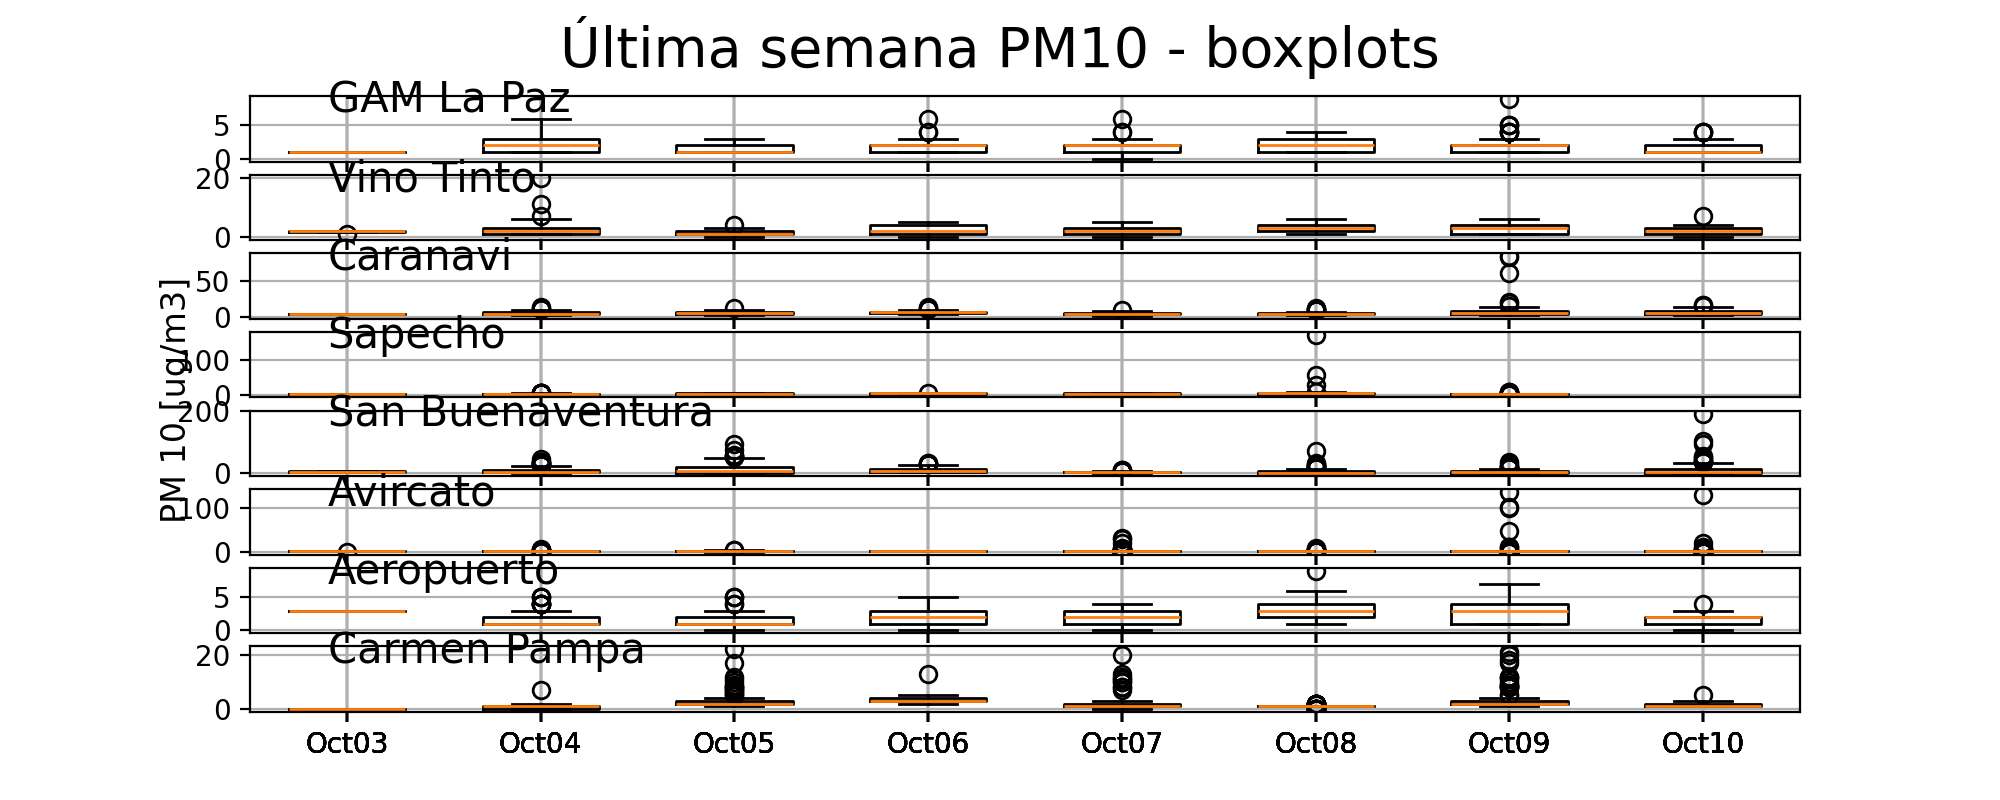 Última semana PM10 - boxplots
GAM La Paz
5
0
Vino Tinto
20
0
Caranavi
50
0
PM 10 [ug/m3]
Sapecho
100
0
San Buenaventura
200
0
Avircato
100
0
Aeropuerto
5
0
Carmen Pampa
20
0
Oct03 Oct04 Oct05 Oct06 Oct07 Oct08 Oct09 Oct10